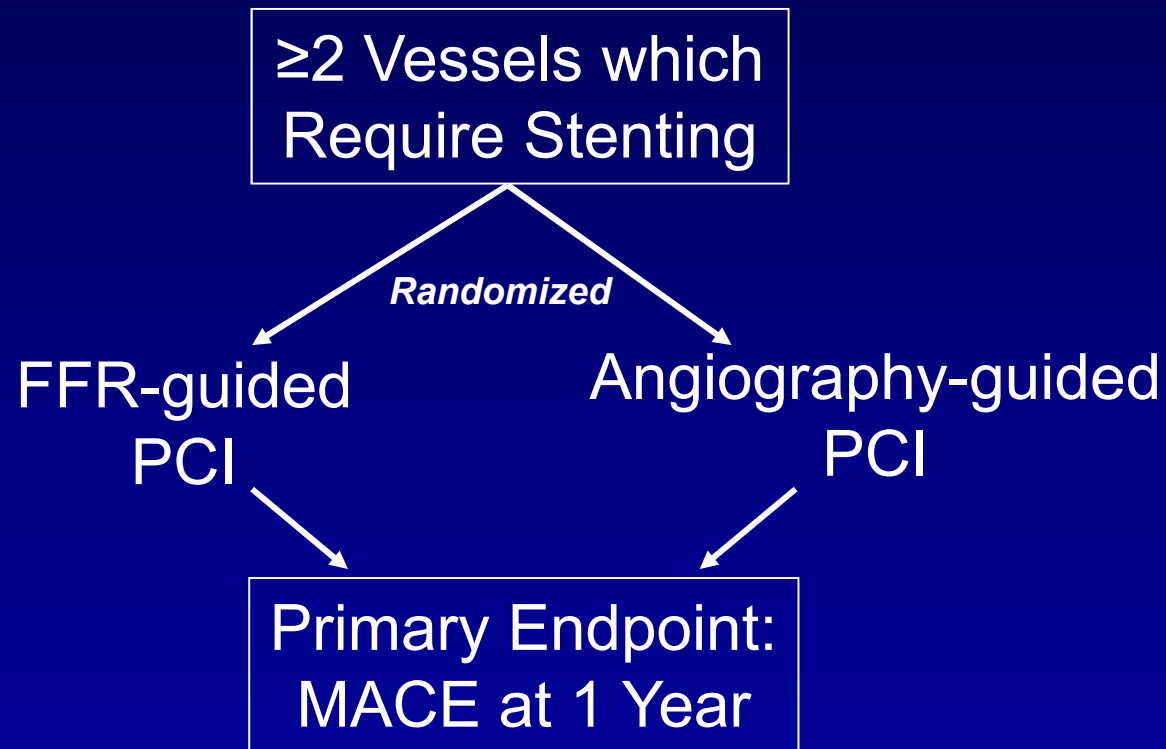 ≥2 Vessels which
Require Stenting
Randomized
FFR-guided
PCI
Angiography-guided
PCI
Primary Endpoint:
MACE at 1 Year